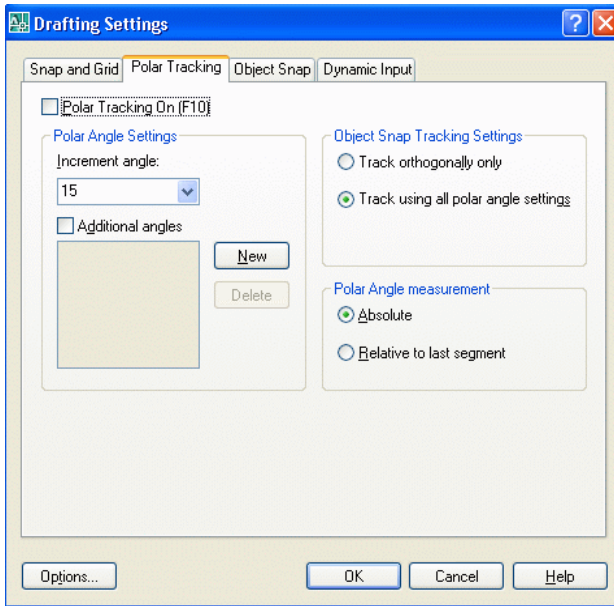 Drafting Settings
Snap and Grid
Polar Tracking
Object Snap
Dynamic Input
Polar Tracking On (F10)
Polar Angle Settings
Increment angle:
15
Additional angles
New
Delete
Object Snap Tracking Settings
Track orthogonally only
Track using all polar angle settings
Polar Angle measurement
Absolute
Relative to last segment
Options...
OK
Cancel
Help